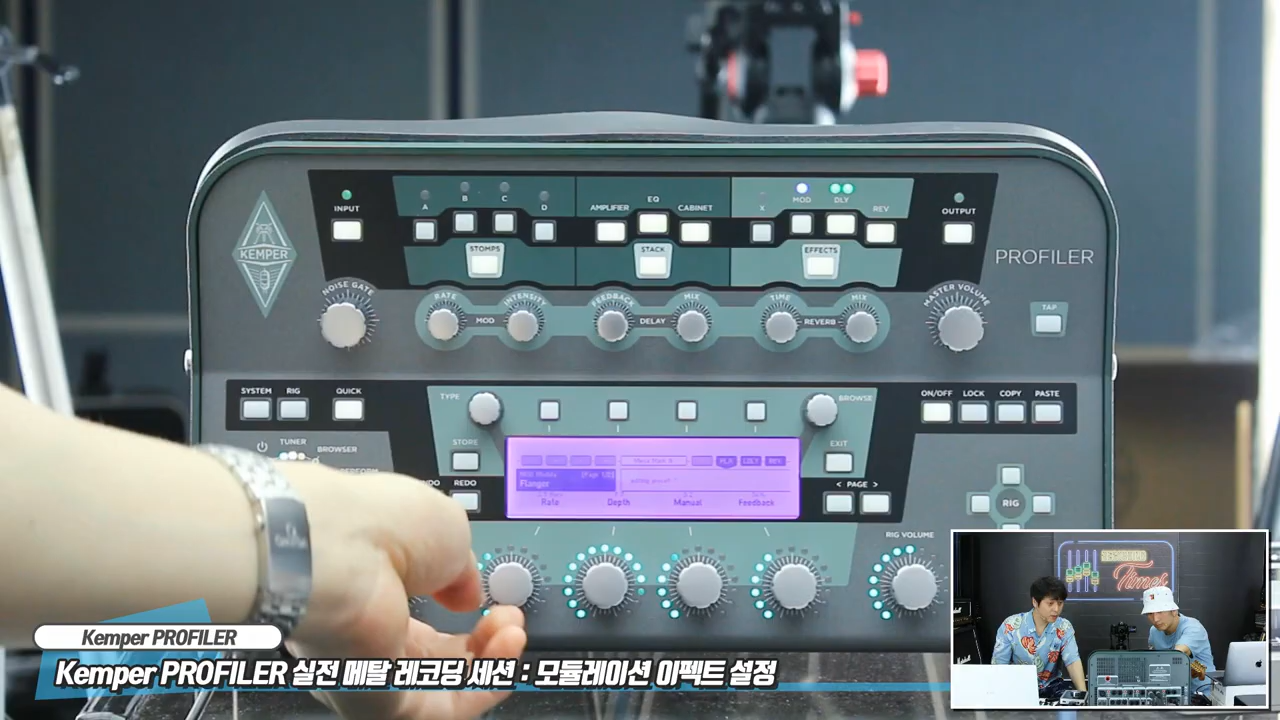 A
B
C
D
X
MOD
DLY
REV
INPUT
AMPLIFIER
EQ
CABINET
OUTPUT
KEMPER
STOMPS
STACK
EFFECTS
PROFILER
NOISE GATE
RATE
INTENSITY
MOD
FEEDBACK
DELAY
MIX
TIME
REVERB
MIX
MASTER VOLUME
TAP
SYSTEM
RIG
QUICK
TYPE
BROWSE
ON/OFF
LOCK
COPY
PASTE
TUNER
BROWSER
STORE
EXIT
REDO
< PAGE >
RIG
Flanger
Rate
Depth
Manual
Feedback
RIG VOLUME
Times
Kemper PROFILER
Kemper PROFILER 실전 메탈 레코딩 세션 : 모듈레이션 이펙트 설정